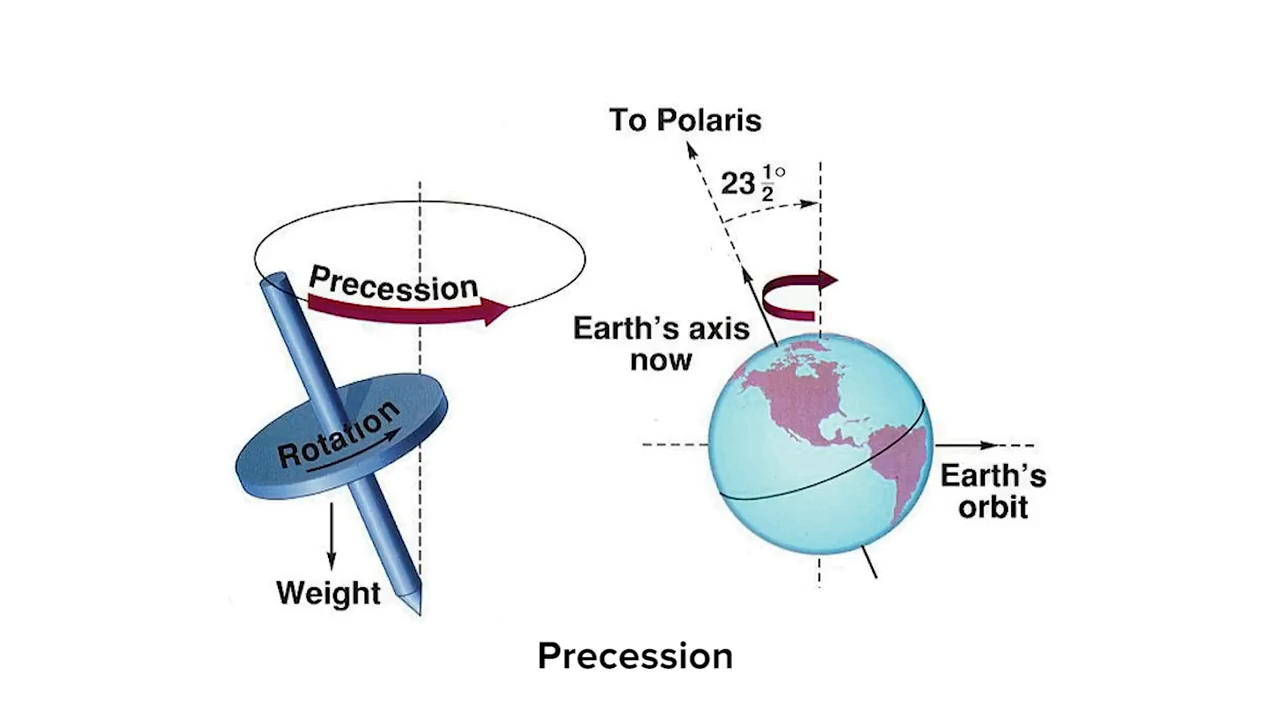 To Polaris
23 1/2°
Precession
Earth's axis
now
Rotation
Earth's
orbit
Weight
Precession